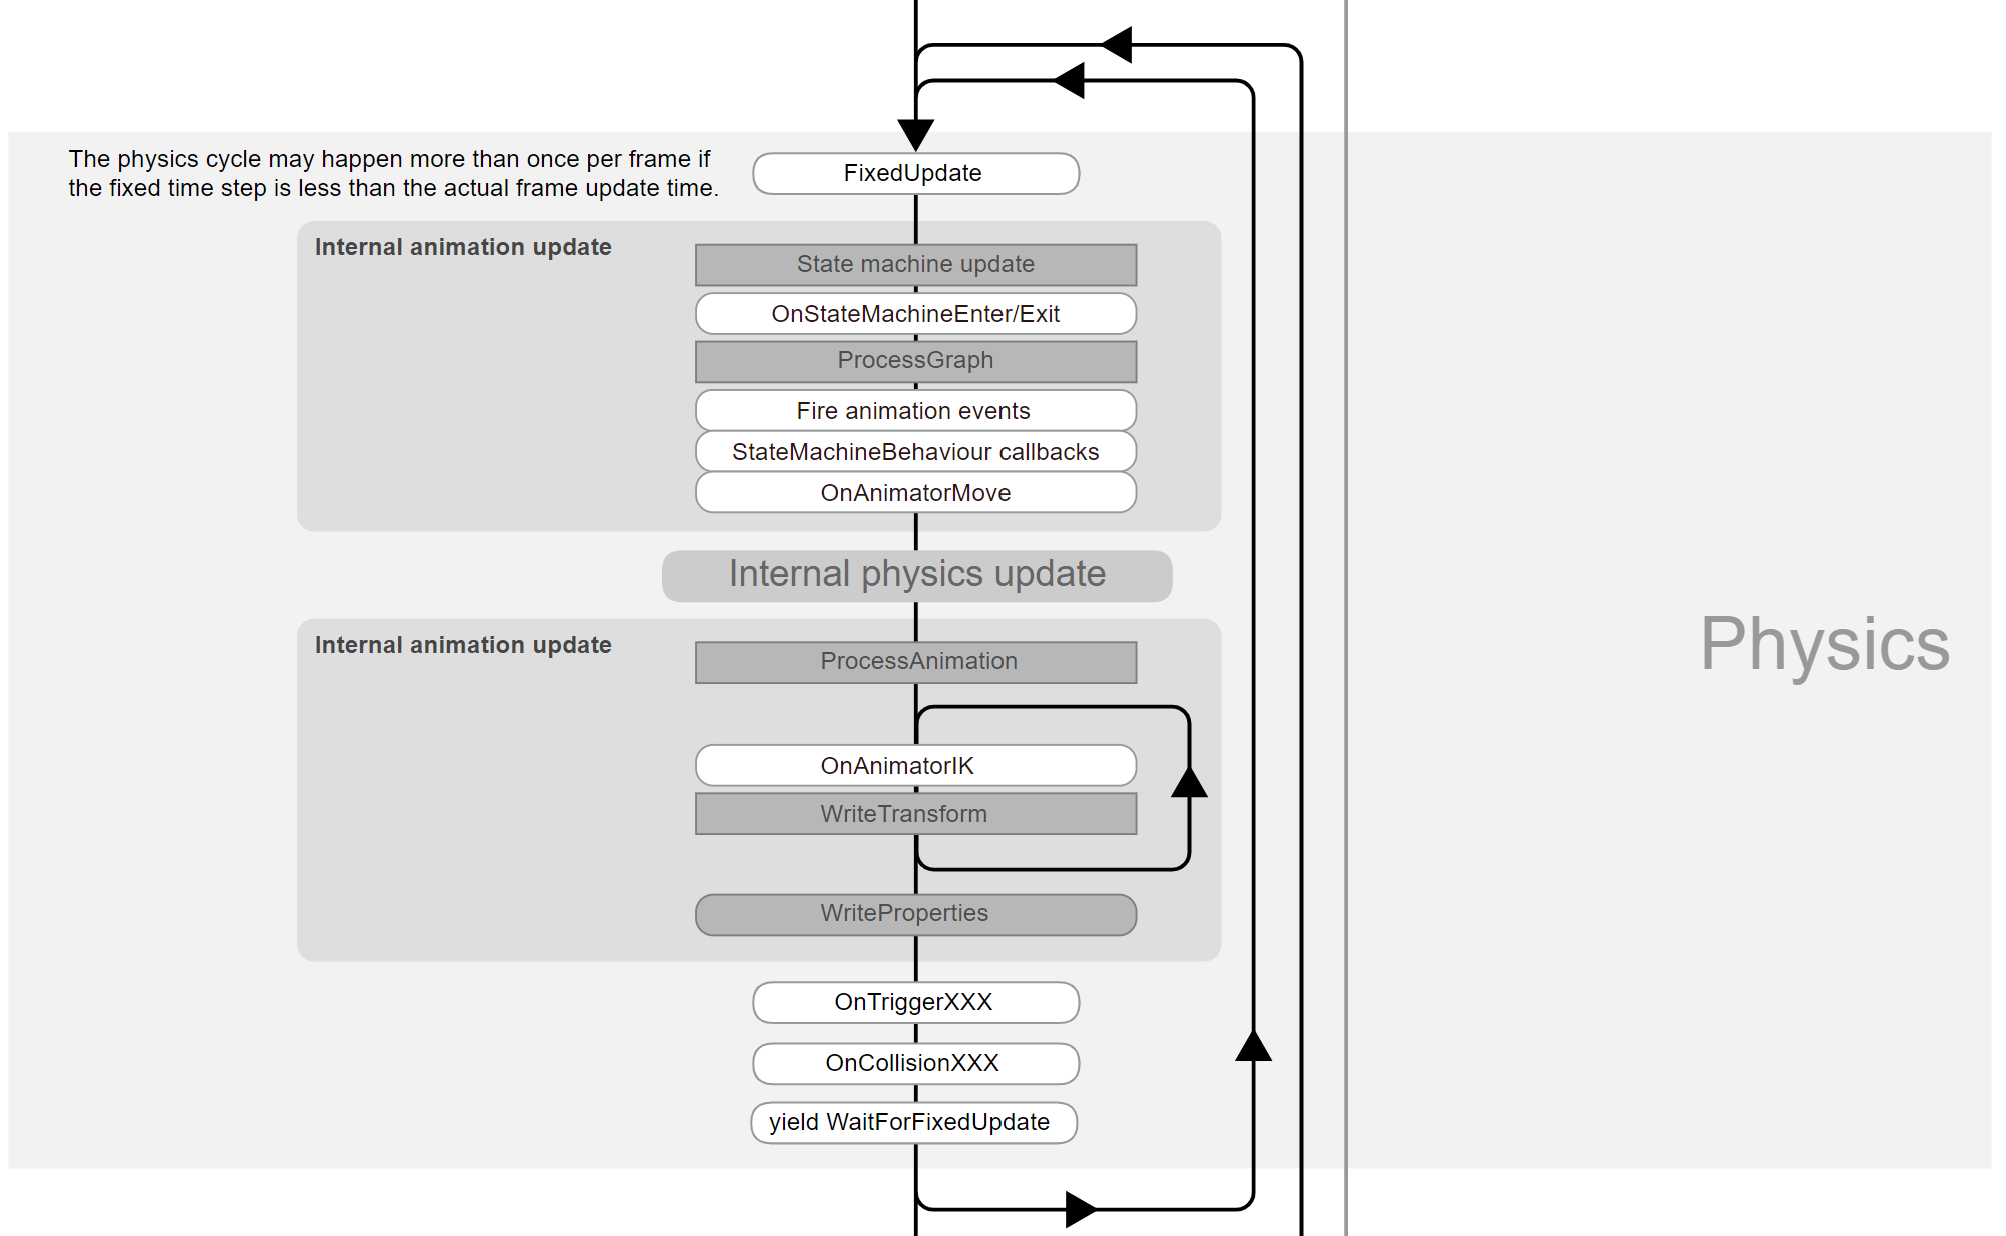 The physics cycle may happen more than once per frame if
the fixed time step is less than the actual frame update time.
FixedUpdate
Internal animation update
State machine update
OnStateMachineEnter/Exit
ProcessGraph
Fire animation events
StateMachineBehaviour callbacks
OnAnimatorMove
Internal physics update
Internal animation update
ProcessAnimation
OnAnimatorIK
WriteTransform
WriteProperties
OnTriggerXXX
OnCollisionXXX
yield WaitForFixedUpdate
Physics